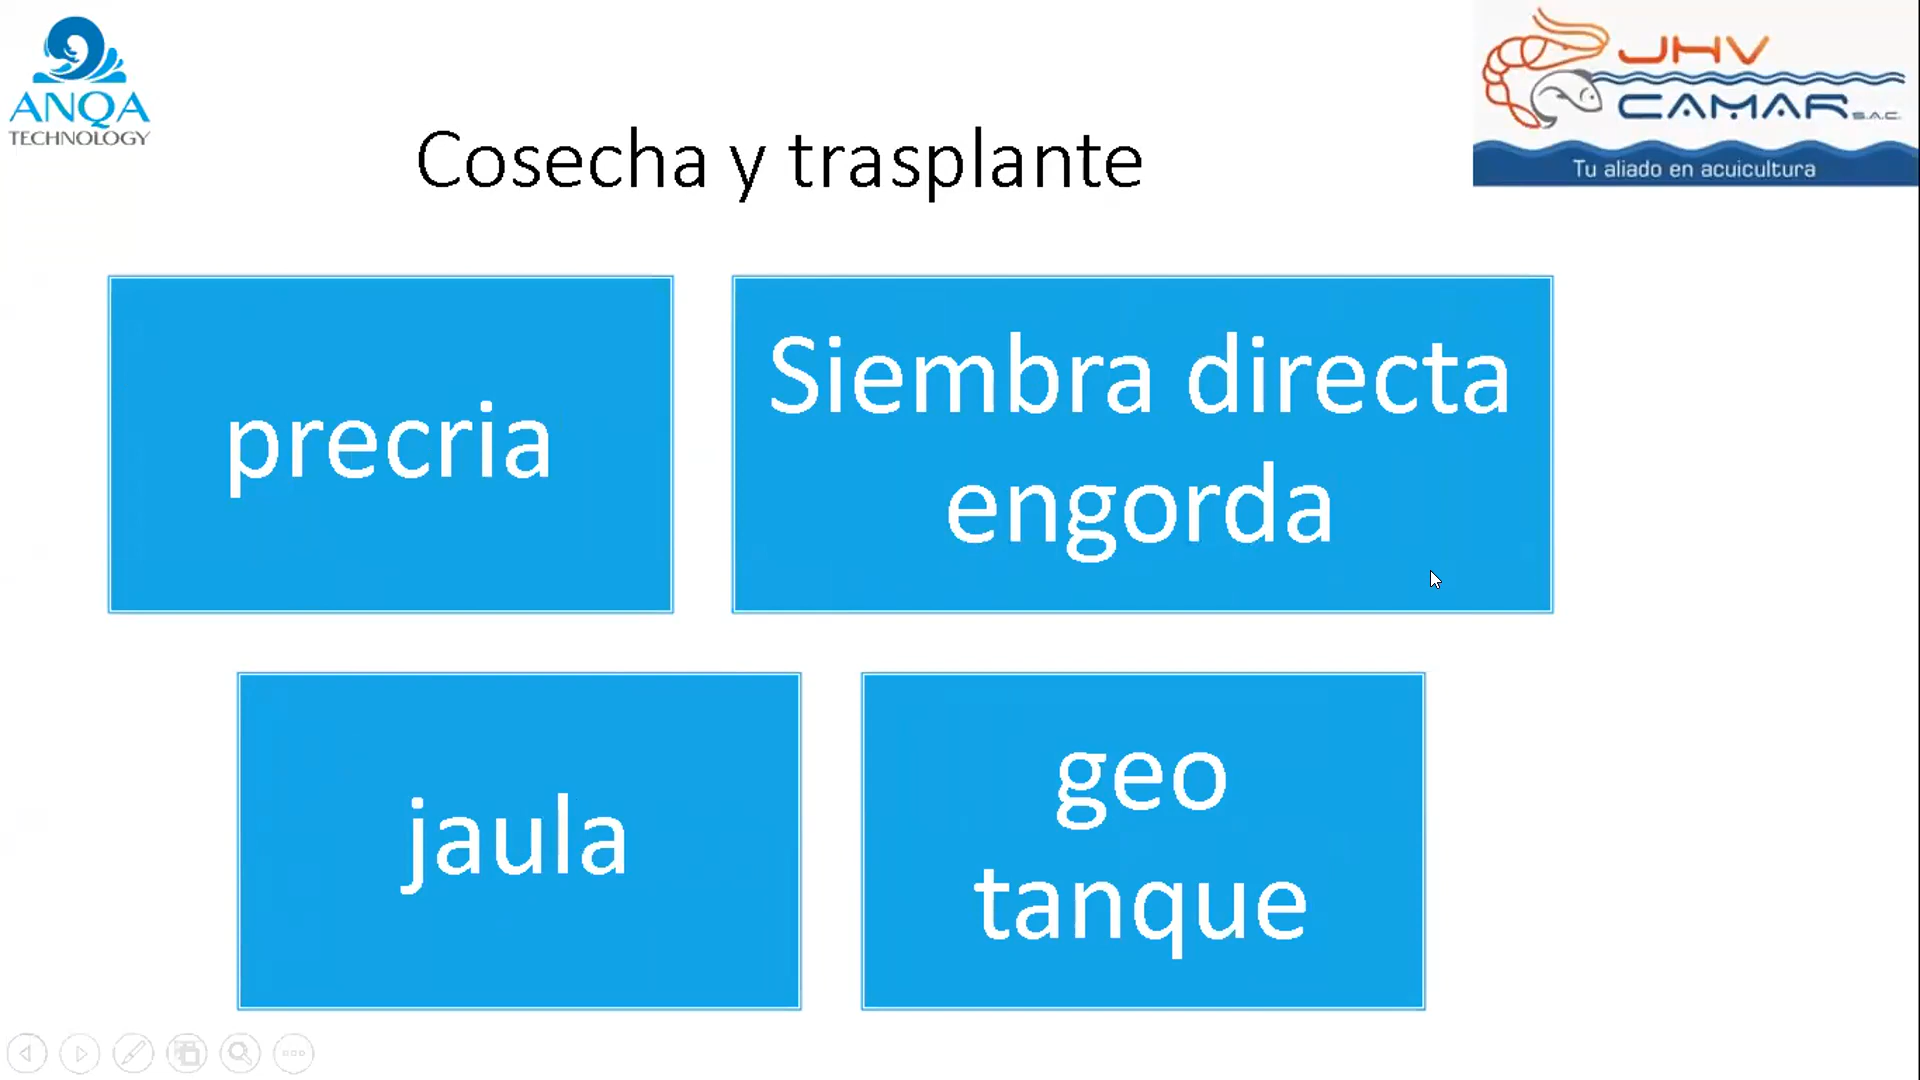 ANQA
TECHNOLOGY
JHV
CAMAR S.A.C.
Tu aliado en acuicultura
Cosecha y trasplante
precria
Siembra directa
engorda
jaula
geo
tanque